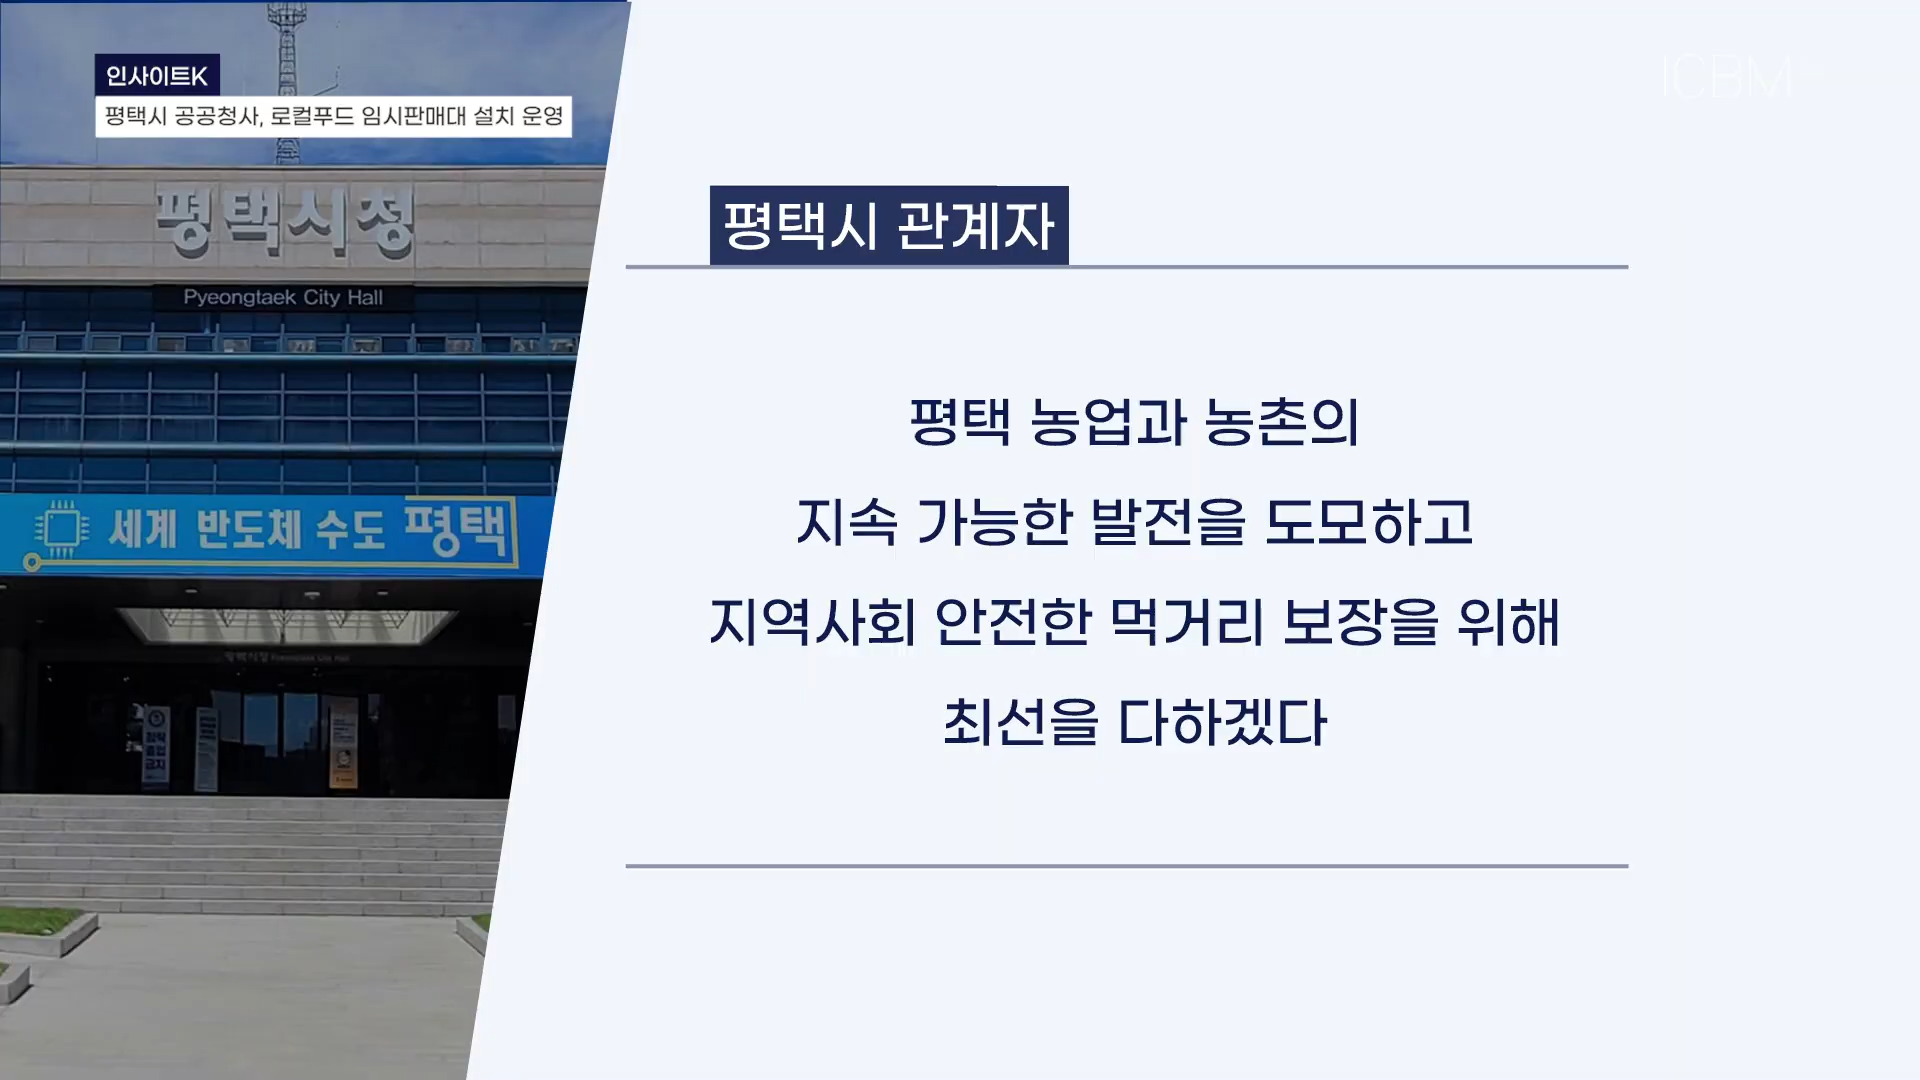 인사이트K
평택시 공공청사, 로컬푸드 임시판매대 설치 운영
ICBM
평택시청
Pyeongtaek City Hall
세계 반도체 수도 평택
평택시 관계자
평택 농업과 농촌의
지속 가능한 발전을 도모하고
지역사회 안전한 먹거리 보장을 위해
최선을 다하겠다